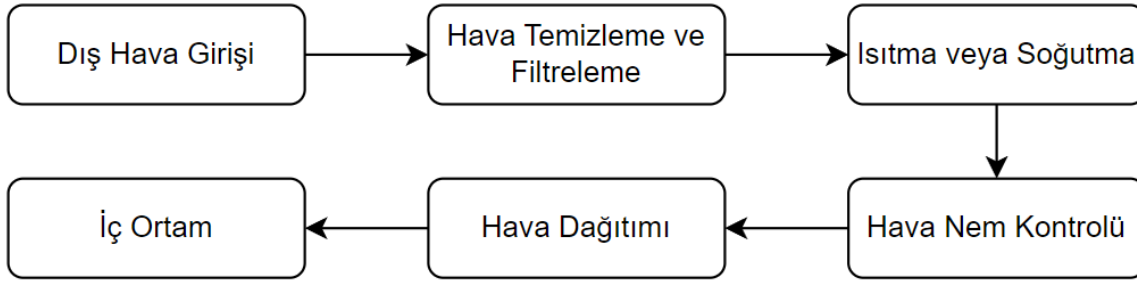 Dış Hava Girişi
Hava Temizleme ve
Filtreleme
Isıtma veya Soğutma
İç Ortam
Hava Dağıtımı
Hava Nem Kontrolü